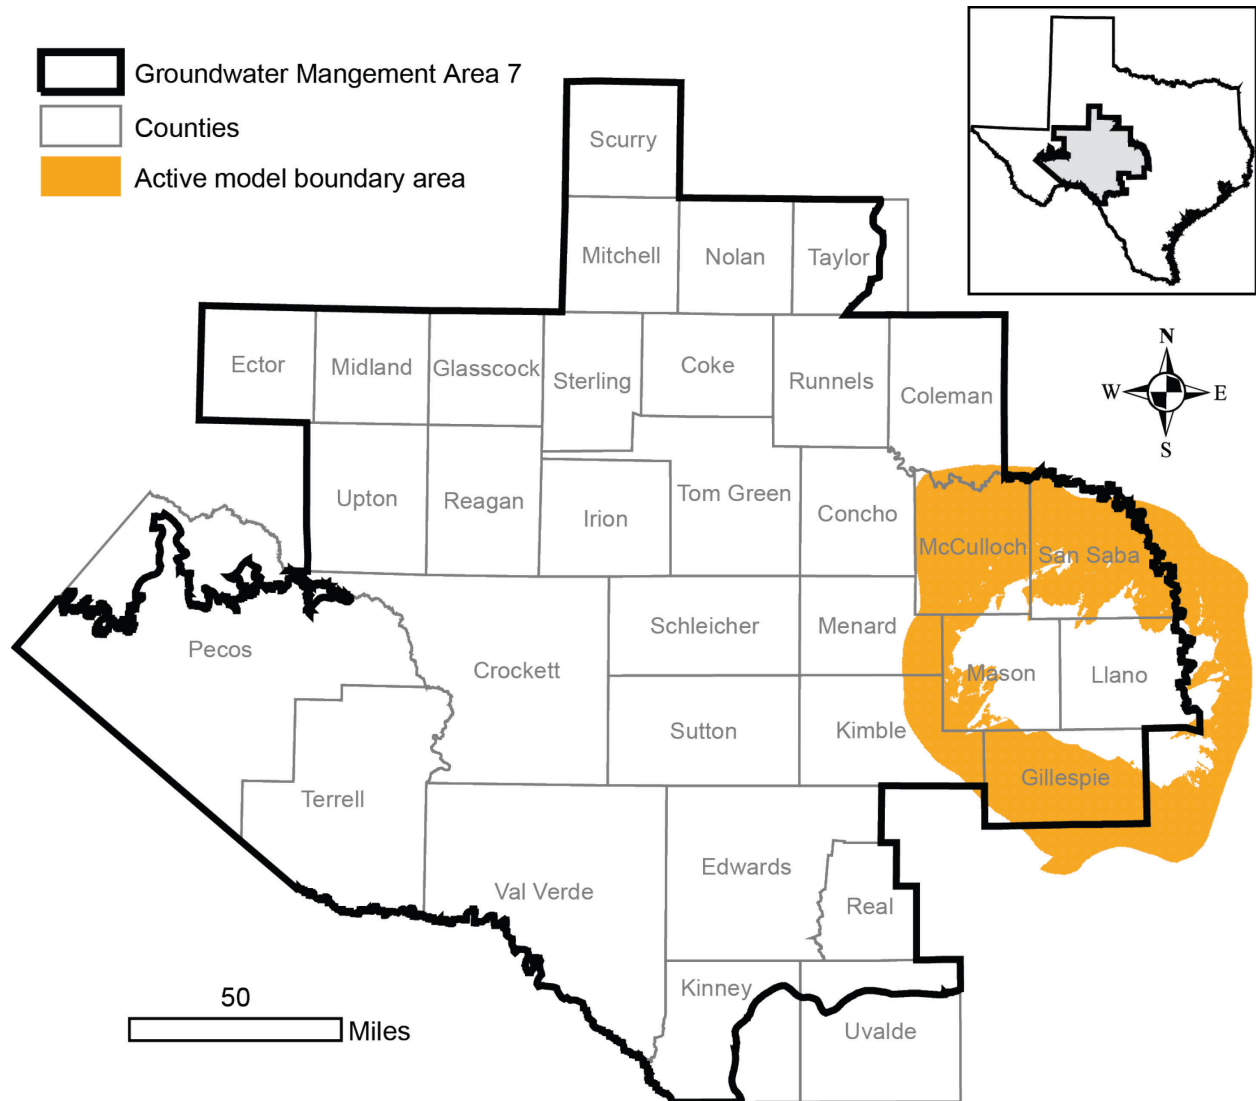 Groundwater Mangement Area 7
Counties
Active model boundary area
Scurry
Mitchell
Nolan
Taylor
Ector
Midland
Glasscock
Sterling
Coke
Runnels
Coleman
N
W
E
S
Upton
Reagan
Irion
Tom Green
Concho
McCulloch
San Saba
Pecos
Crockett
Schleicher
Menard
Mason
Llano
Sutton
Kimble
Gillespie
Terrell
Val Verde
Edwards
Real
Kinney
Uvalde
50
Miles